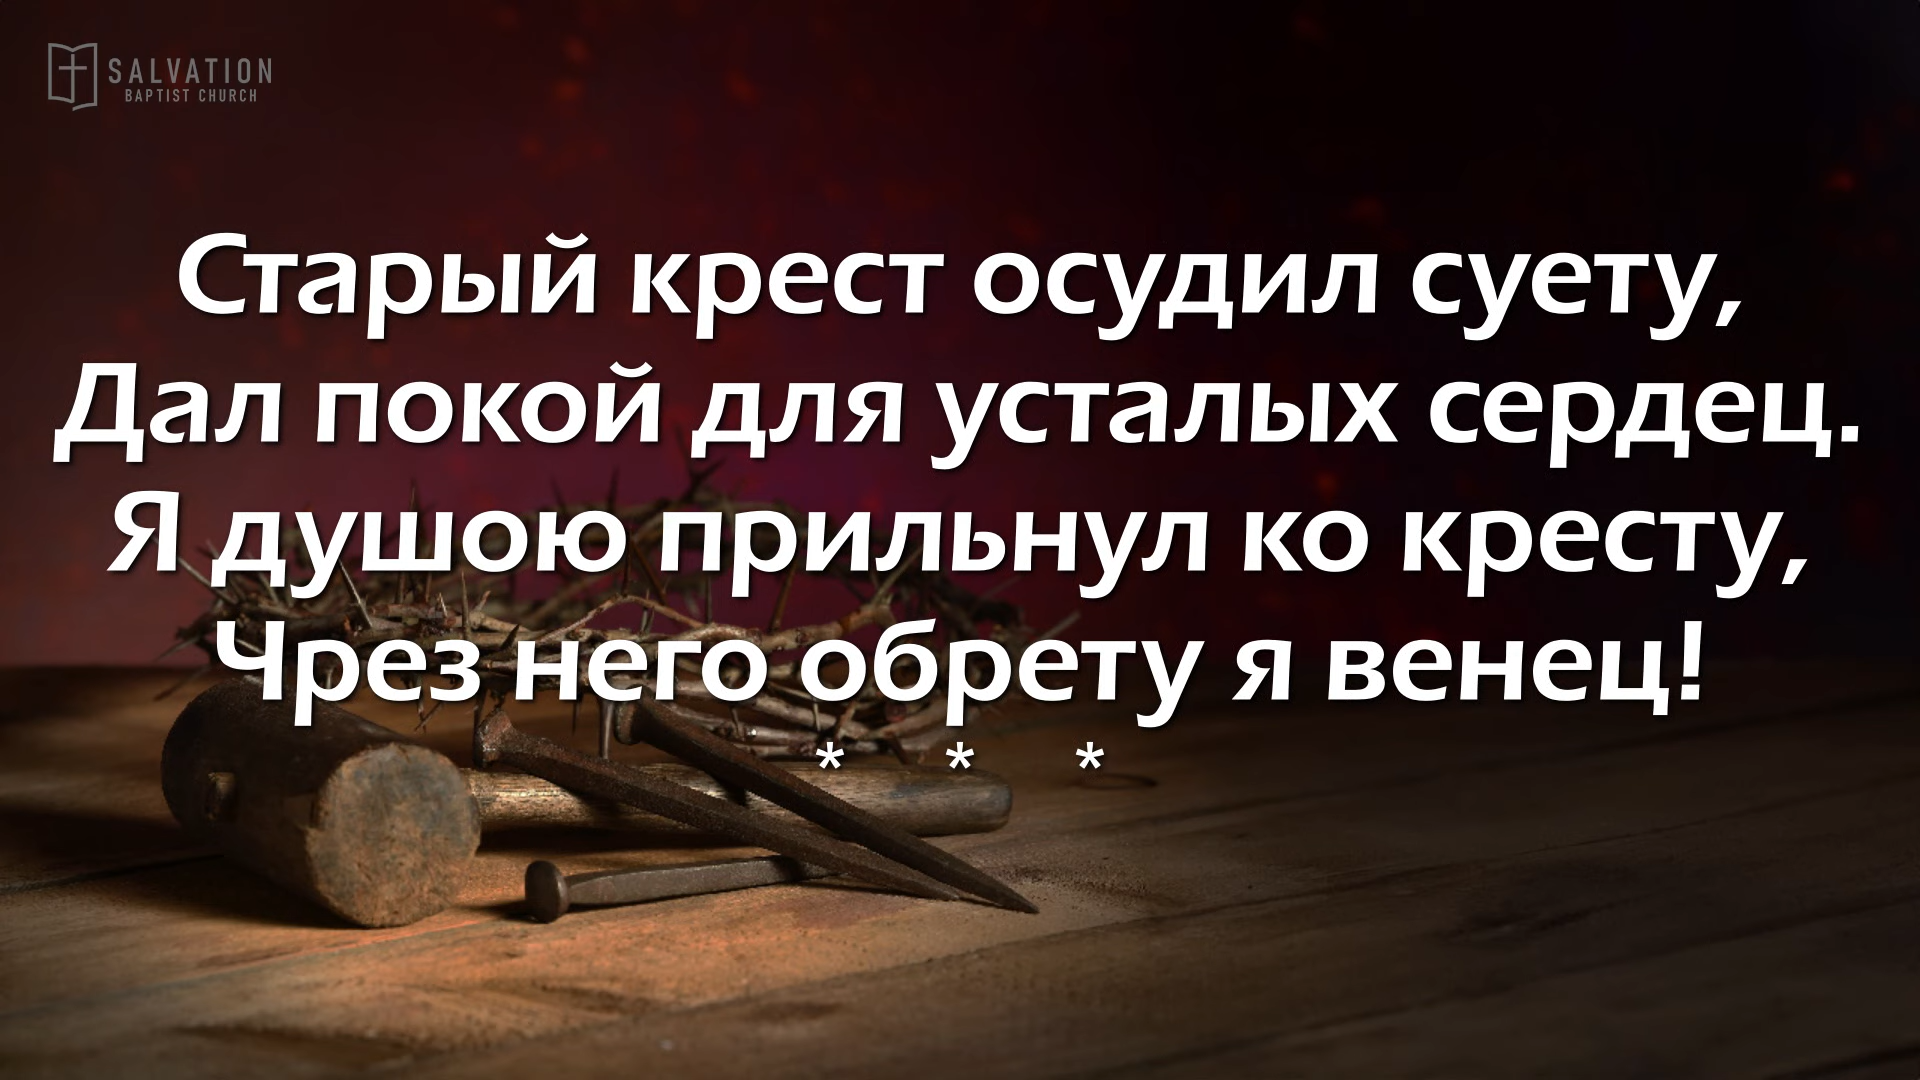 SALVATION
BAPTIST CHURCH
Старый крест осудил суету,
Дал покой для усталых сердец.
Я душою прильнул ко кресту,
Чрез него обрету я венец!
* * *